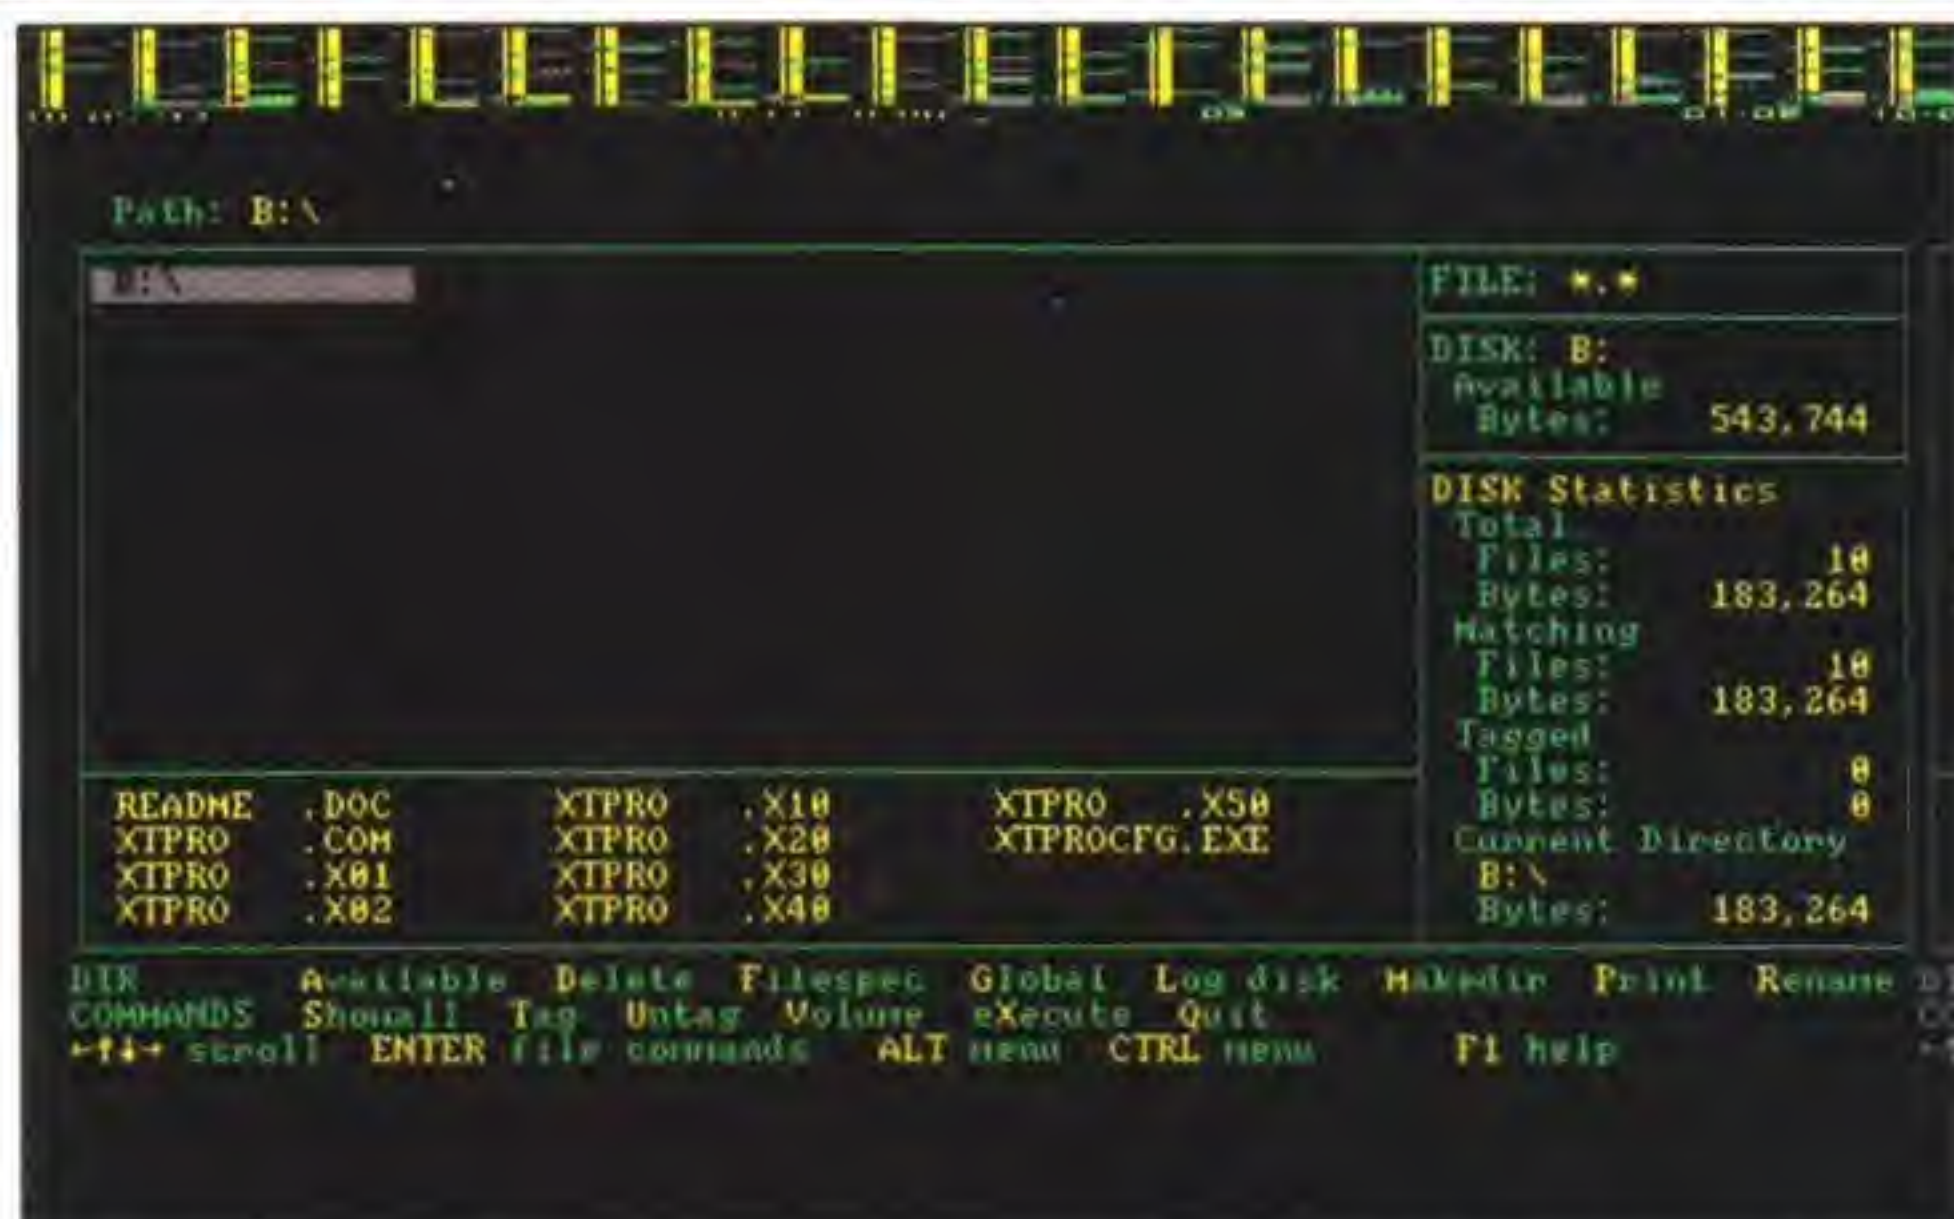 Path: B:\
B:\
FILE: *.*
DISK: B:
Available
Bytes: 543,744
DISK Statistics
Total
Files: 10
Bytes: 183,264
Matching
Files: 10
Bytes: 183,264
Tagged
Files: 0
Bytes: 0
Current Directory
B:\
Bytes: 183,264
README .DOC XTPRO .X10 XTPRO .X50
XTPRO .COM XTPRO .X20 XTPROCFG.EXE
XTPRO .X01 XTPRO .X30
XTPRO .X02 XTPRO .X40
DIR Available Delete Filespec Global Log disk Makedir Print Rename
COMMANDS Showall Tag Untag Volume eXecute Quit
←↑↓→ scroll ENTER file commands ALT menu CTRL menu F1 help